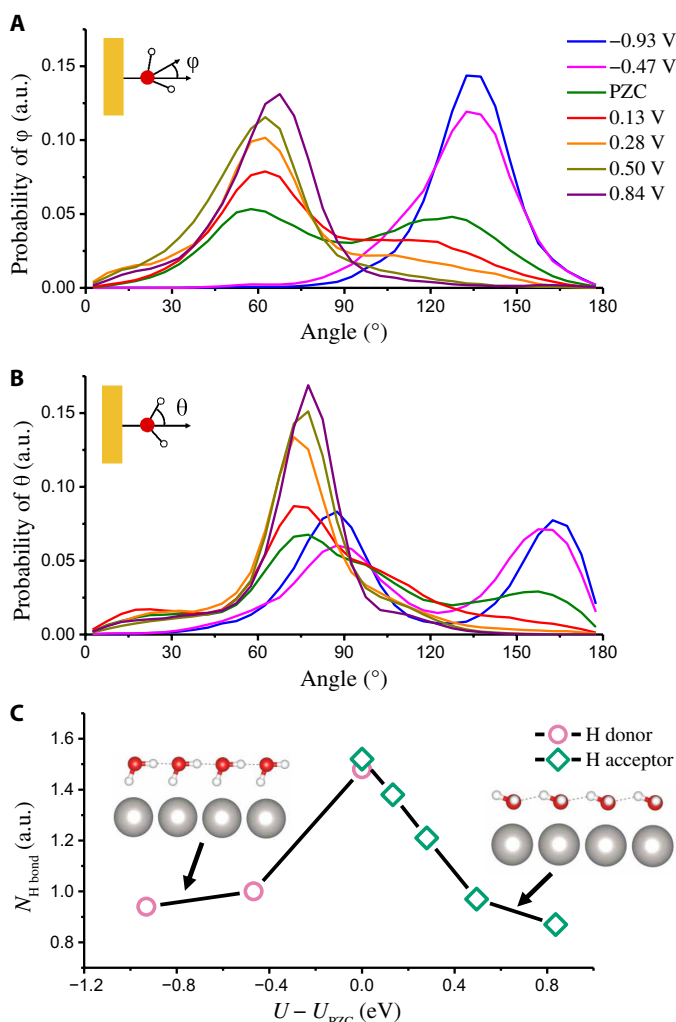 A
φ
−0.93 V
−0.47 V
PZC
0.13 V
0.28 V
0.50 V
0.84 V
Probability of φ (a.u.)
0.15
0.10
0.05
0.00
0 30 60 90 120 150 180
Angle (°)
B
θ
Probability of θ (a.u.)
0.15
0.10
0.05
0.00
0 30 60 90 120 150 180
Angle (°)
C
H donor
H acceptor
N_H bond (a.u.)
1.6
1.4
1.2
1.0
0.8
−1.2 −0.8 −0.4 0.0 0.4 0.8
U − U_PZC (eV)